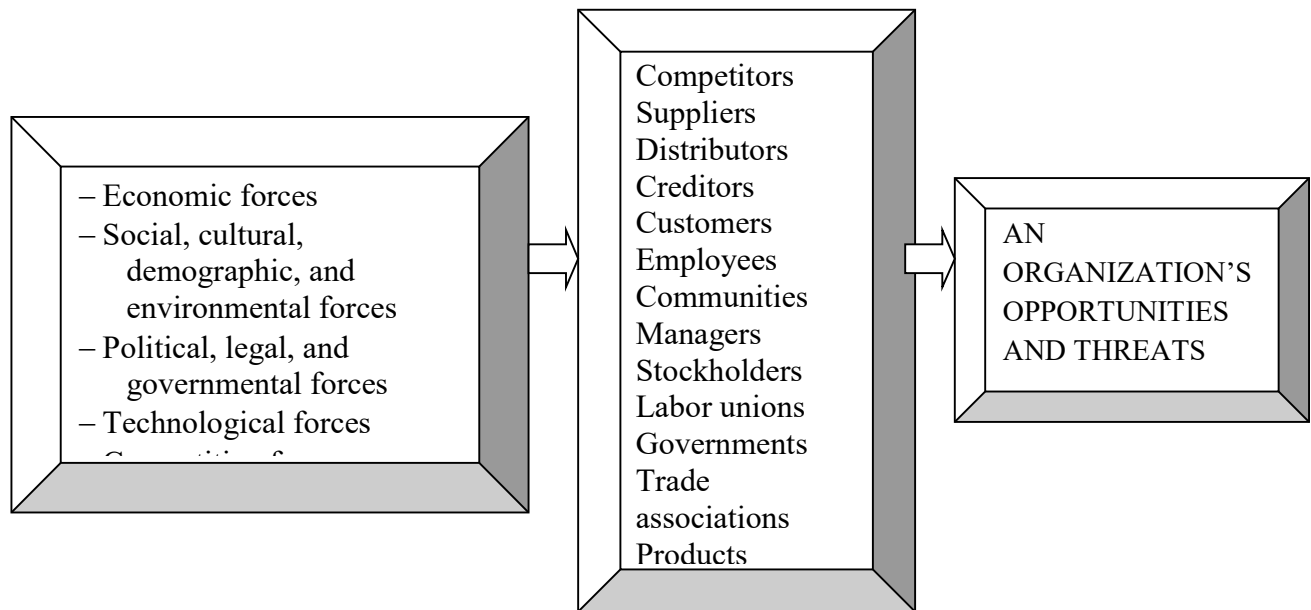 – Economic forces
– Social, cultural,
demographic, and
environmental forces
– Political, legal, and
governmental forces
– Technological forces
Competitors
Suppliers
Distributors
Creditors
Customers
Employees
Communities
Managers
Stockholders
Labor unions
Governments
Trade
associations
Products
AN
ORGANIZATION’S
OPPORTUNITIES
AND THREATS